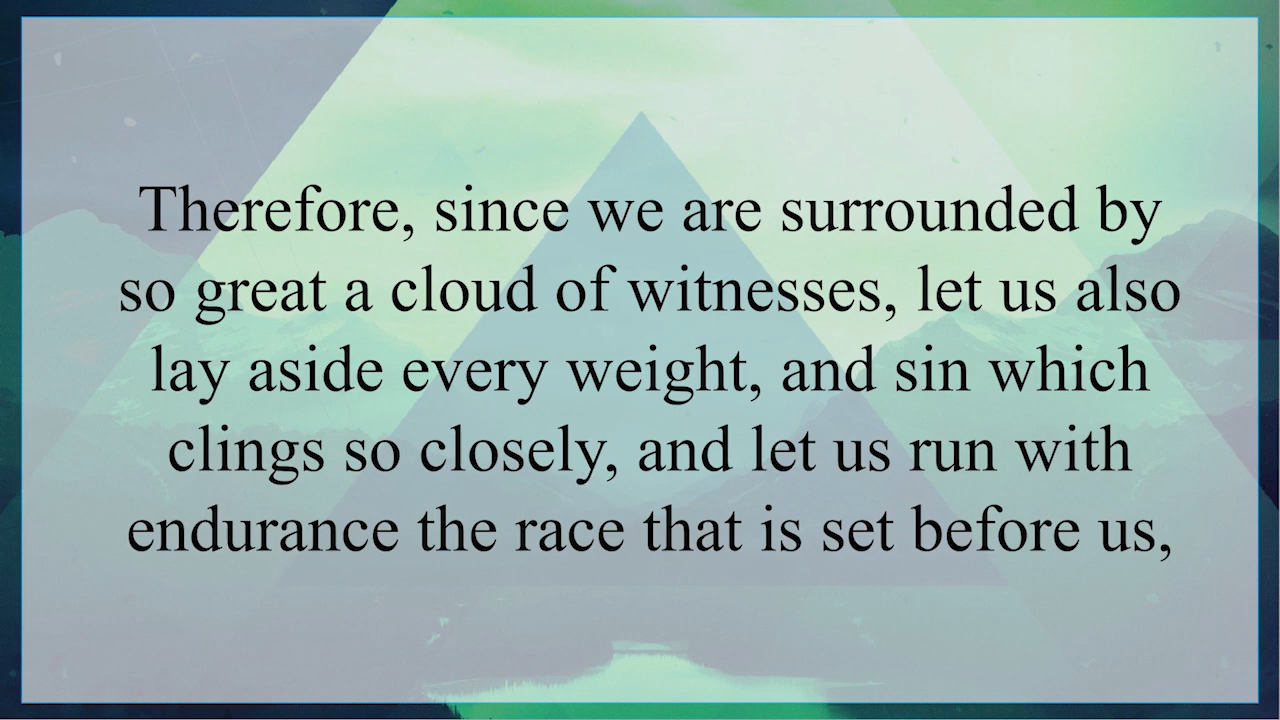 Therefore, since we are surrounded by
so great a cloud of witnesses, let us also
lay aside every weight, and sin which
clings so closely, and let us run with
endurance the race that is set before us,